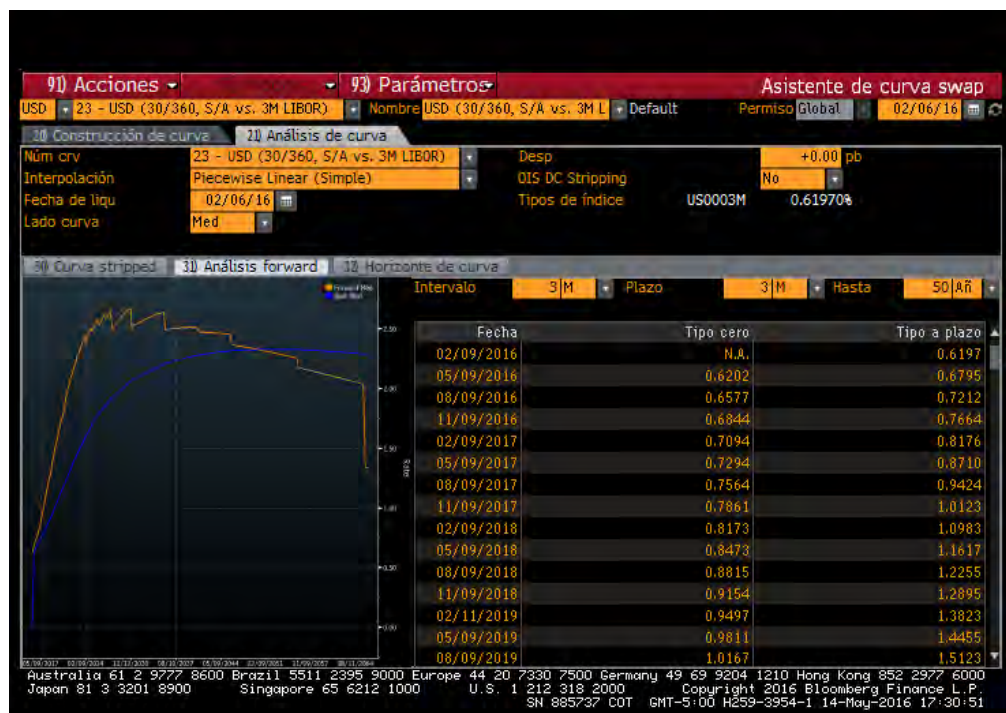 91) Acciones 93) Parámetros Asistente de curva swap
USD 23 - USD (30/360, S/A vs. 3M LIBOR) Nombre USD (30/360, S/A vs. 3M L Default Permiso Global 02/06/16
20) Construcción de curva 21) Análisis de curva
Núm crv 23 - USD (30/360, S/A vs. 3M LIBOR) Desp +0.00 pb
Interpolación Piecewise Linear (Simple) OIS DC Stripping No
Fecha de liqu 02/06/16 Tipos de índice US0003M 0.61970%
Lado curva Med
30) Curva stripped 31) Análisis forward 32) Horizonte de curva
Intervalo 3 M Plazo 3 M Hasta 50 Añ
Fecha Tipo cero Tipo a plazo
02/09/2016 N.A. 0.6197
05/09/2016 0.6202 0.6795
08/09/2016 0.6577 0.7212
11/09/2016 0.6844 0.7664
02/09/2017 0.7094 0.8176
05/09/2017 0.7294 0.8710
08/09/2017 0.7564 0.9424
11/09/2017 0.7861 1.0123
02/09/2018 0.8173 1.0983
05/09/2018 0.8473 1.1617
08/09/2018 0.8815 1.2255
11/09/2018 0.9154 1.2895
02/11/2019 0.9497 1.3823
05/09/2019 0.9811 1.4455
08/09/2019 1.0167 1.5123
2.50
2.00
1.50
1.00
0.50
0.00
Rate
Australia 61 2 9777 8600 Brazil 5511 2395 9000 Europe 44 20 7330 7500 Germany 49 69 9204 1210 Hong Kong 852 2977 6000
Japan 81 3 3201 8900 Singapore 65 6212 1000 U.S. 1 212 318 2000 Copyright 2016 Bloomberg Finance L.P.
SN 885737 COT GMT-5:00 H259-3954-1 14-May-2016 17:30:51